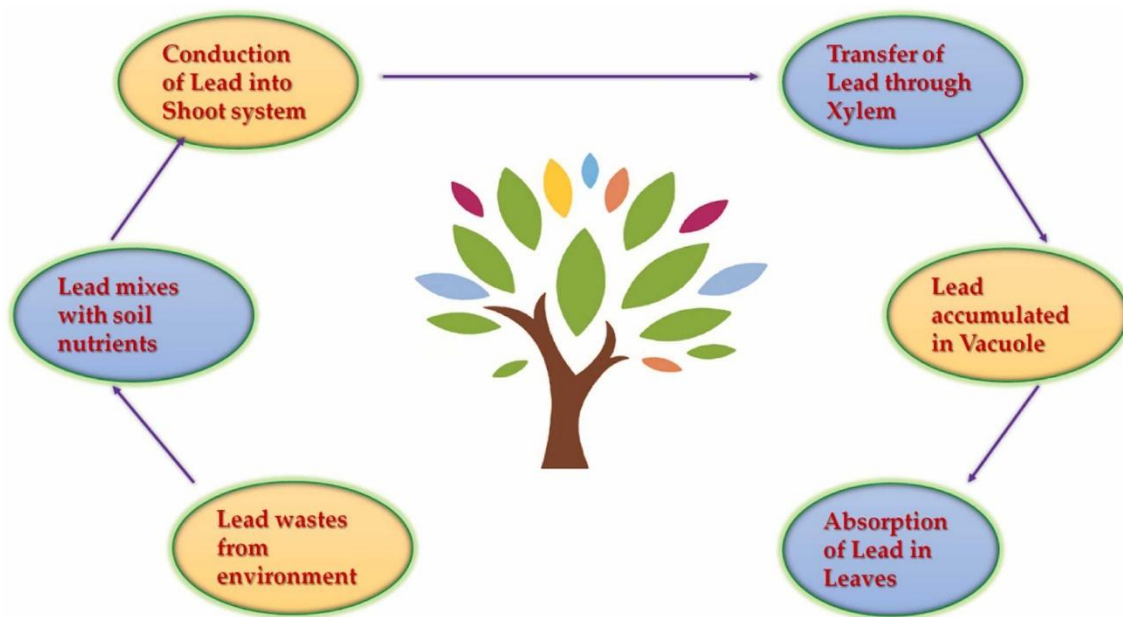 Conduction
of Lead into
Shoot system
Transfer of
Lead through
Xylem
Lead mixes
with soil
nutrients
Lead
accumulated
in Vacuole
Lead wastes
from
environment
Absorption
of Lead in
Leaves